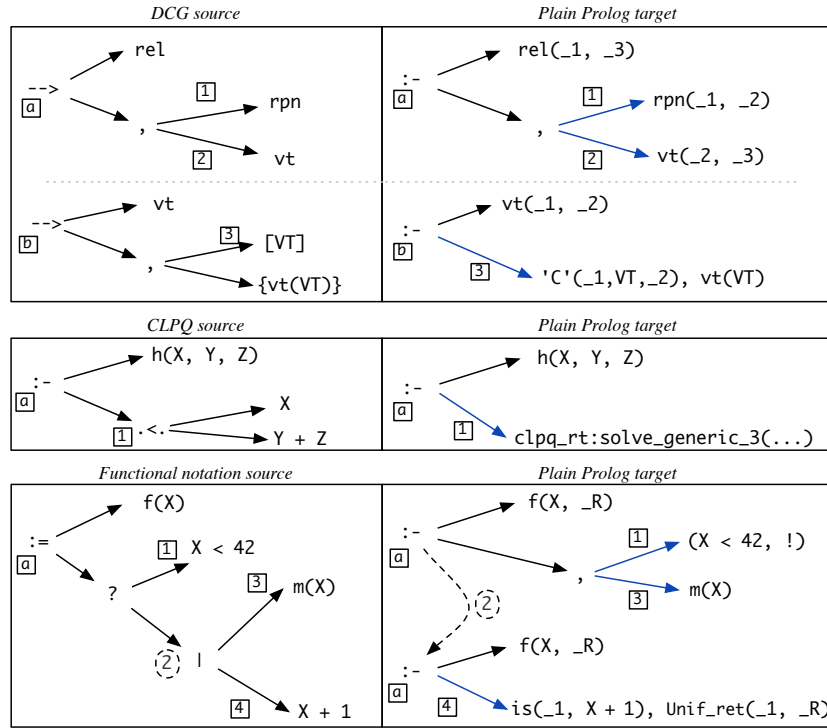 DCG source
Plain Prolog target
-->
a
rel
1
,
rpn
2
vt
:-
a
rel(_1, _3)
1
,
rpn(_1, _2)
2
vt(_2, _3)
-->
b
vt
3
,
[VT]
{vt(VT)}
:-
b
vt(_1, _2)
3
'C'(_1,VT,_2), vt(VT)
CLPQ source
Plain Prolog target
:-
a
h(X, Y, Z)
1
.<.
X
Y + Z
:-
a
h(X, Y, Z)
1
clpq_rt:solve_generic_3(...)
Functional notation source
Plain Prolog target
:=
a
f(X)
1
X < 42
?
3
m(X)
2
|
4
X + 1
:-
a
f(X, _R)
1
(X < 42, !)
,
3
m(X)
2
:-
a
f(X, _R)
4
is(_1, X + 1), Unif_ret(_1, _R)